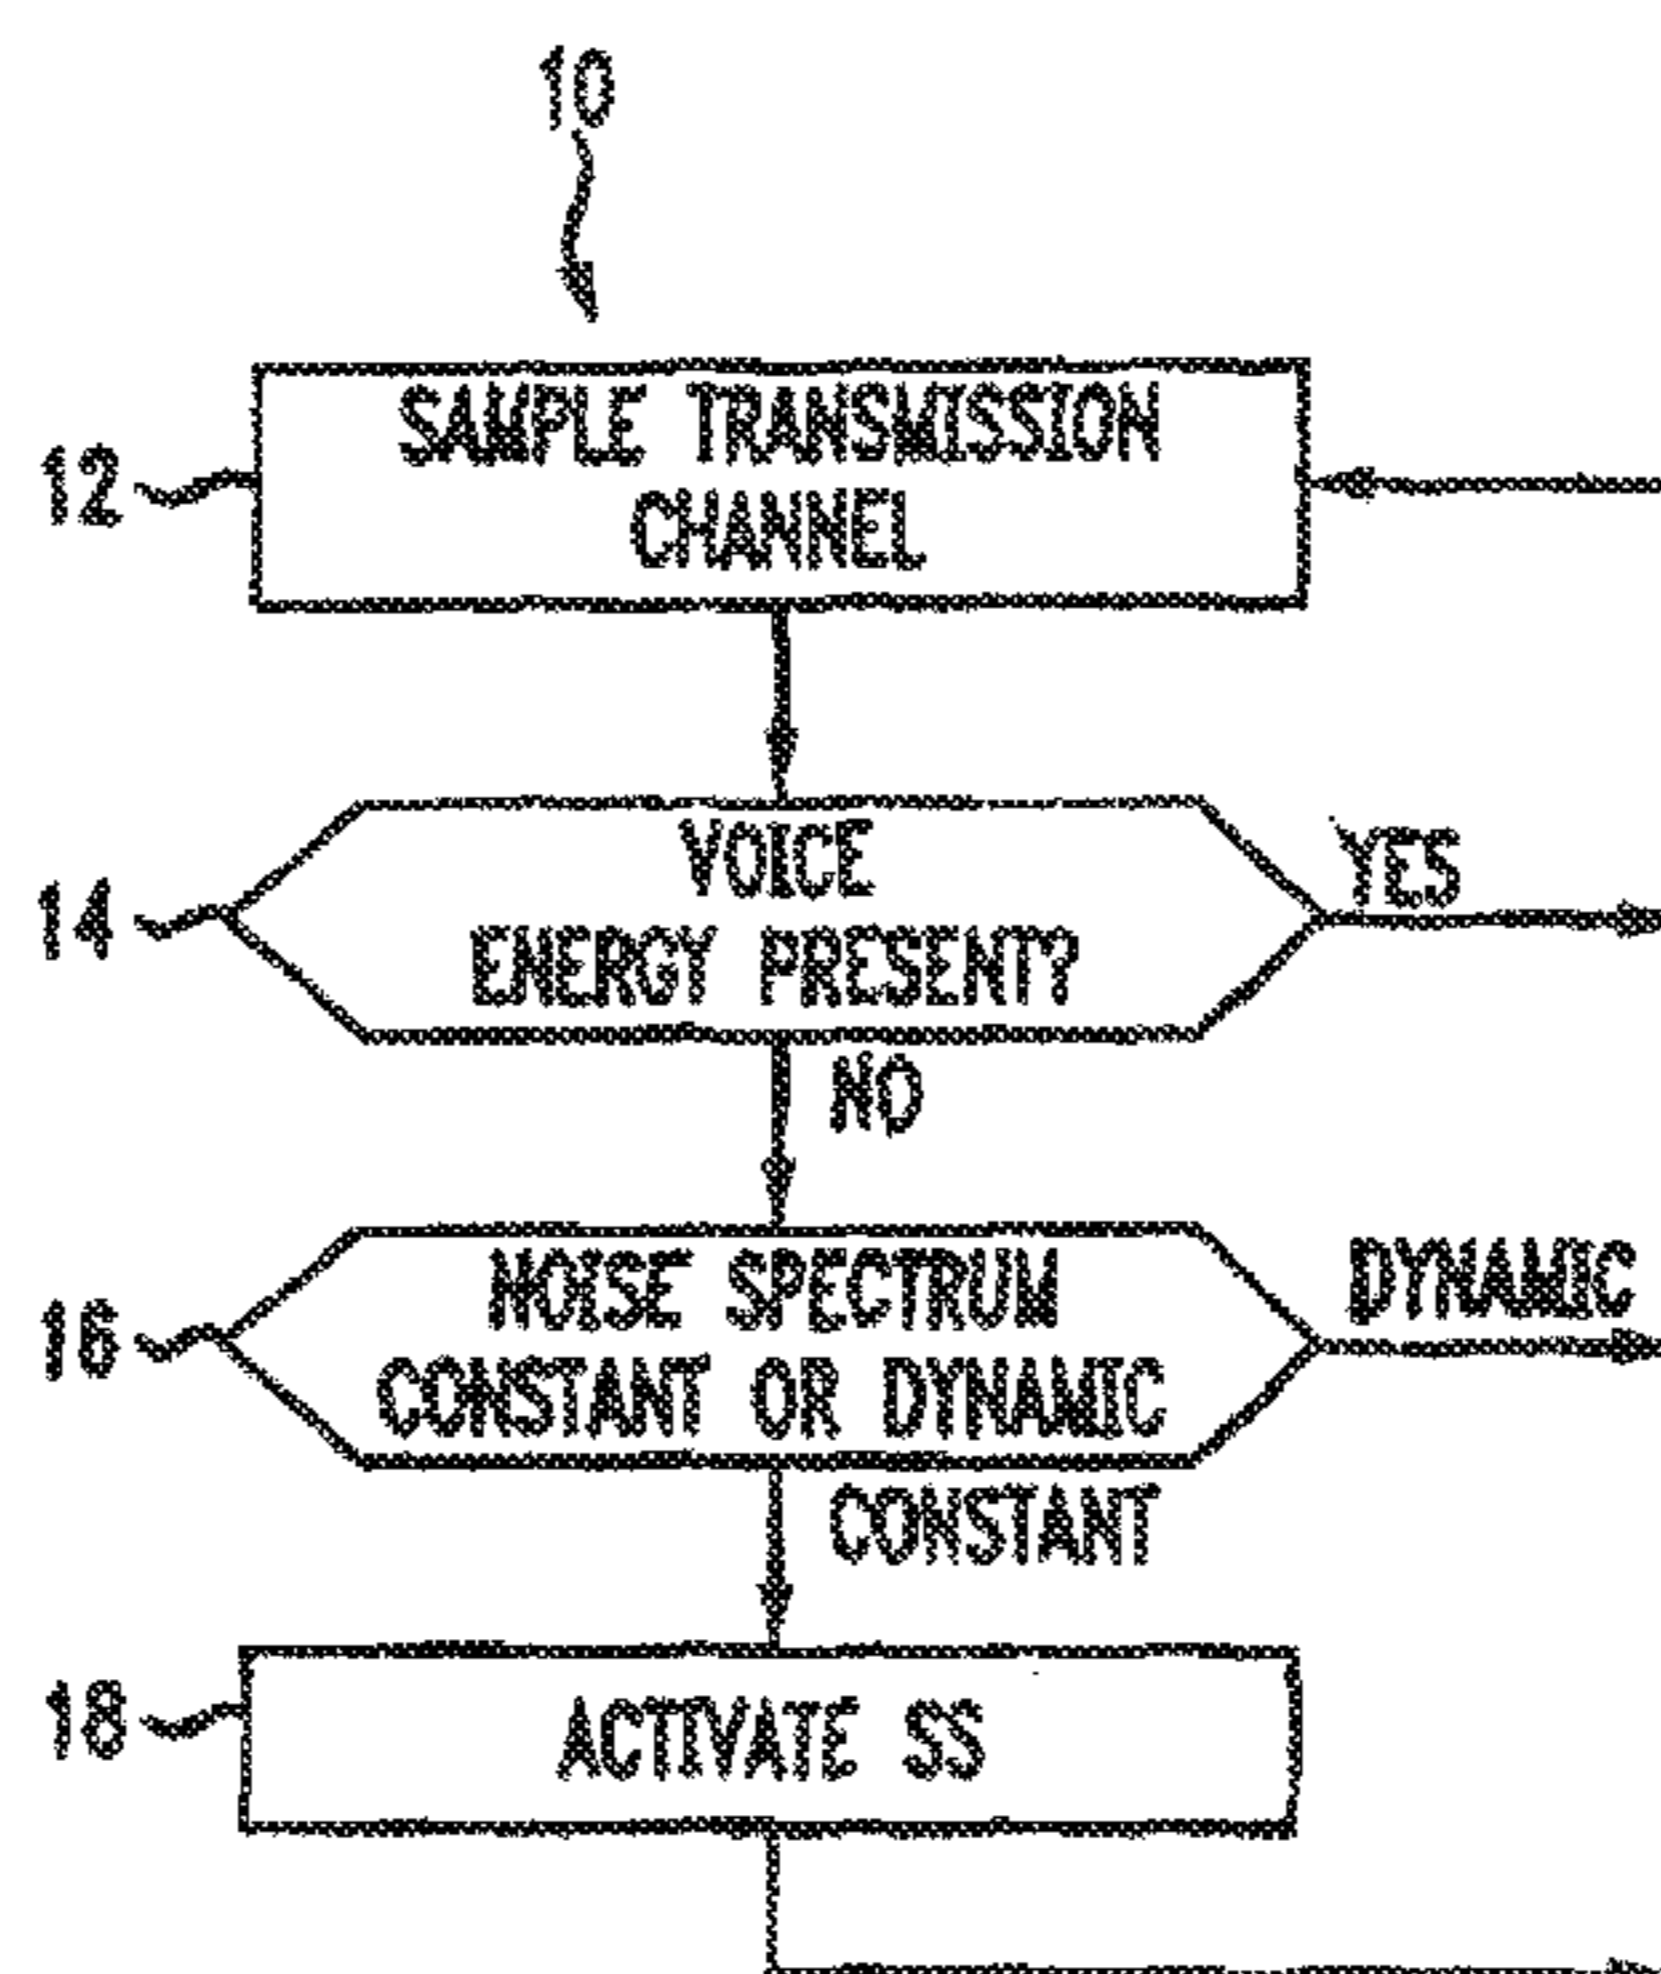 10
12
SAMPLE TRANSMISSION
CHANNEL
14
VOICE
ENERGY PRESENT?
YES
NO
16
NOISE SPECTRUM
CONSTANT OR DYNAMIC
DYNAMIC
CONSTANT
18
ACTIVATE SS